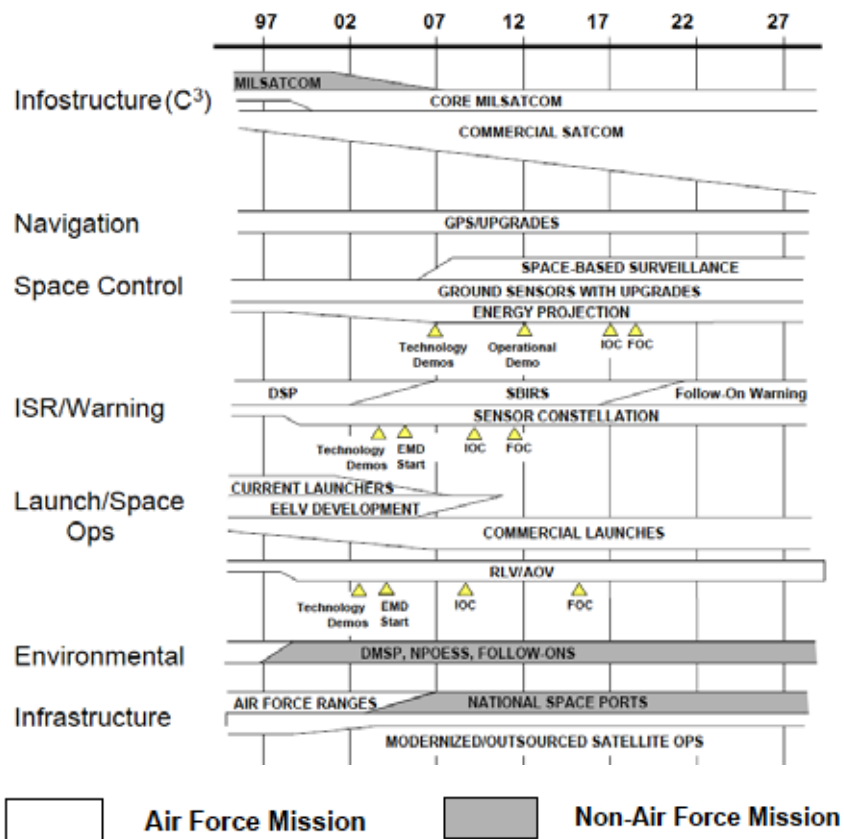 97 02 07 12 17 22 27
MILSATCOM
Infostructure (C³)
CORE MILSATCOM
COMMERCIAL SATCOM
Navigation
GPS/UPGRADES
SPACE-BASED SURVEILLANCE
Space Control
GROUND SENSORS WITH UPGRADES
ENERGY PROJECTION
Technology
Demos
Operational
Demo
IOC
FOC
DSP
SBIRS
Follow-On Warning
ISR/Warning
SENSOR CONSTELLATION
Technology
Demos
EMD
Start
IOC
FOC
CURRENT LAUNCHERS
Launch/Space
Ops
EELV DEVELOPMENT
COMMERCIAL LAUNCHES
RLV/AOV
Technology
Demos
EMD
Start
IOC
FOC
Environmental
DMSP, NPOESS, FOLLOW-ONS
AIR FORCE RANGES
NATIONAL SPACE PORTS
Infrastructure
MODERNIZED/OUTSOURCED SATELLITE OPS
Air Force Mission
Non-Air Force Mission